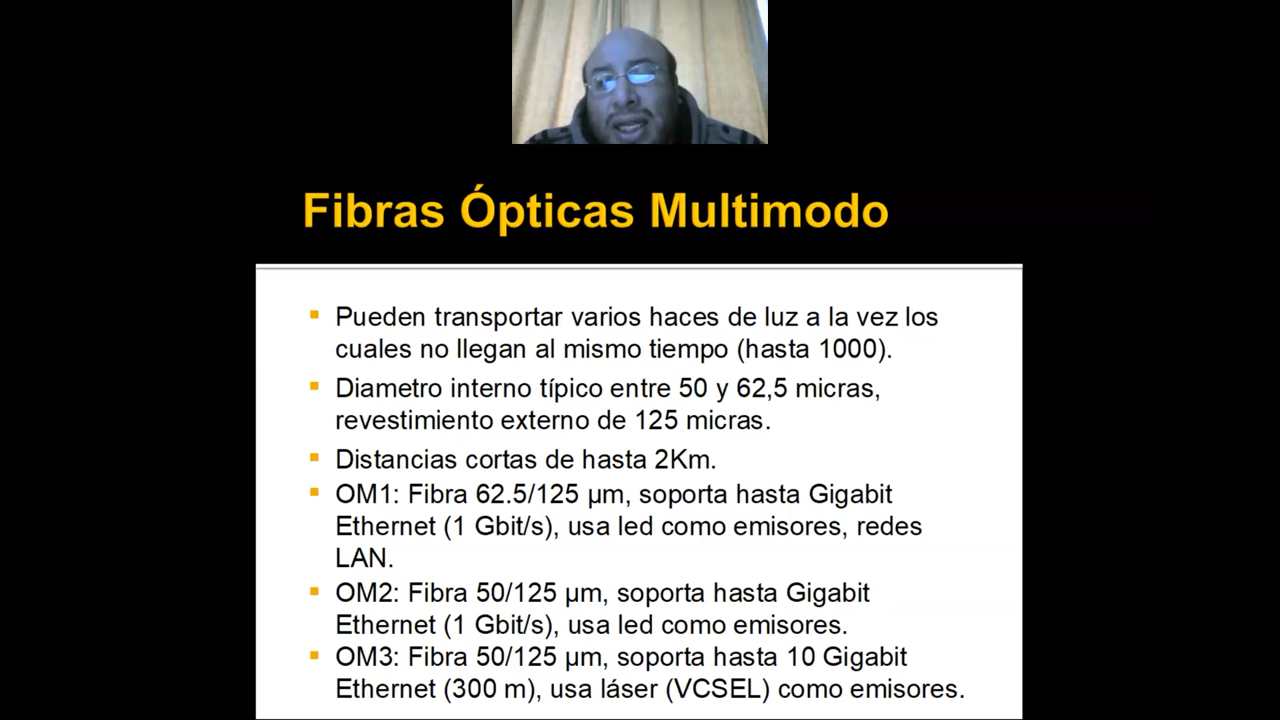 Fibras Ópticas Multimodo
Pueden transportar varios haces de luz a la vez los
cuales no llegan al mismo tiempo (hasta 1000).
Diametro interno típico entre 50 y 62,5 micras,
revestimiento externo de 125 micras.
Distancias cortas de hasta 2Km.
OM1: Fibra 62.5/125 µm, soporta hasta Gigabit
Ethernet (1 Gbit/s), usa led como emisores, redes
LAN.
OM2: Fibra 50/125 µm, soporta hasta Gigabit
Ethernet (1 Gbit/s), usa led como emisores.
OM3: Fibra 50/125 µm, soporta hasta 10 Gigabit
Ethernet (300 m), usa láser (VCSEL) como emisores.